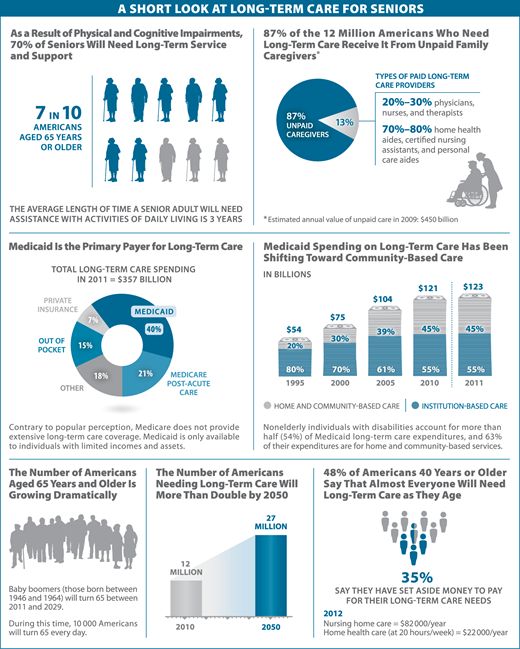 A SHORT LOOK AT LONG-TERM CARE FOR SENIORS
As a Result of Physical and Cognitive Impairments,
70% of Seniors Will Need Long-Term Service
and Support
7 IN 10
AMERICANS
AGED 65 YEARS
OR OLDER
THE AVERAGE LENGTH OF TIME A SENIOR ADULT WILL NEED
ASSISTANCE WITH ACTIVITIES OF DAILY LIVING IS 3 YEARS
87% of the 12 Million Americans Who Need
Long-Term Care Receive It From Unpaid Family
Caregivers*
87%
UNPAID
CAREGIVERS
13%
TYPES OF PAID LONG-TERM
CARE PROVIDERS
20%–30% physicians,
nurses, and therapists
70%–80% home health
aides, certified nursing
assistants, and personal
care aides
*Estimated annual value of unpaid care in 2009: $450 billion
Medicaid Is the Primary Payer for Long-Term Care
TOTAL LONG-TERM CARE SPENDING
IN 2011 = $357 BILLION
PRIVATE
INSURANCE
7%
MEDICAID
40%
OUT OF
POCKET
15%
OTHER
18%
21%
MEDICARE
POST-ACUTE
CARE
Contrary to popular perception, Medicare does not provide
extensive long-term care coverage. Medicaid is only available
to individuals with limited incomes and assets.
Medicaid Spending on Long-Term Care Has Been
Shifting Toward Community-Based Care
IN BILLIONS
$54
$75
$104
$121
$123
20%
30%
39%
45%
45%
80%
70%
61%
55%
55%
1995
2000
2005
2010
2011
HOME AND COMMUNITY-BASED CARE
INSTITUTION-BASED CARE
Nonelderly individuals with disabilities account for more than
half (54%) of Medicaid long-term care expenditures, and 63%
of their expenditures are for home and community-based services.
The Number of Americans
Aged 65 Years and Older Is
Growing Dramatically
Baby boomers (those born between
1946 and 1964) will turn 65 between
2011 and 2029.
During this time, 10 000 Americans
will turn 65 every day.
The Number of Americans
Needing Long-Term Care Will
More Than Double by 2050
27
MILLION
12
MILLION
2010
2050
48% of Americans 40 Years or Older
Say That Almost Everyone Will Need
Long-Term Care as They Age
35%
SAY THEY HAVE SET ASIDE MONEY TO PAY
FOR THEIR LONG-TERM CARE NEEDS
2012
Nursing home care = $82 000/year
Home health care (at 20 hours/week) = $22 000/year